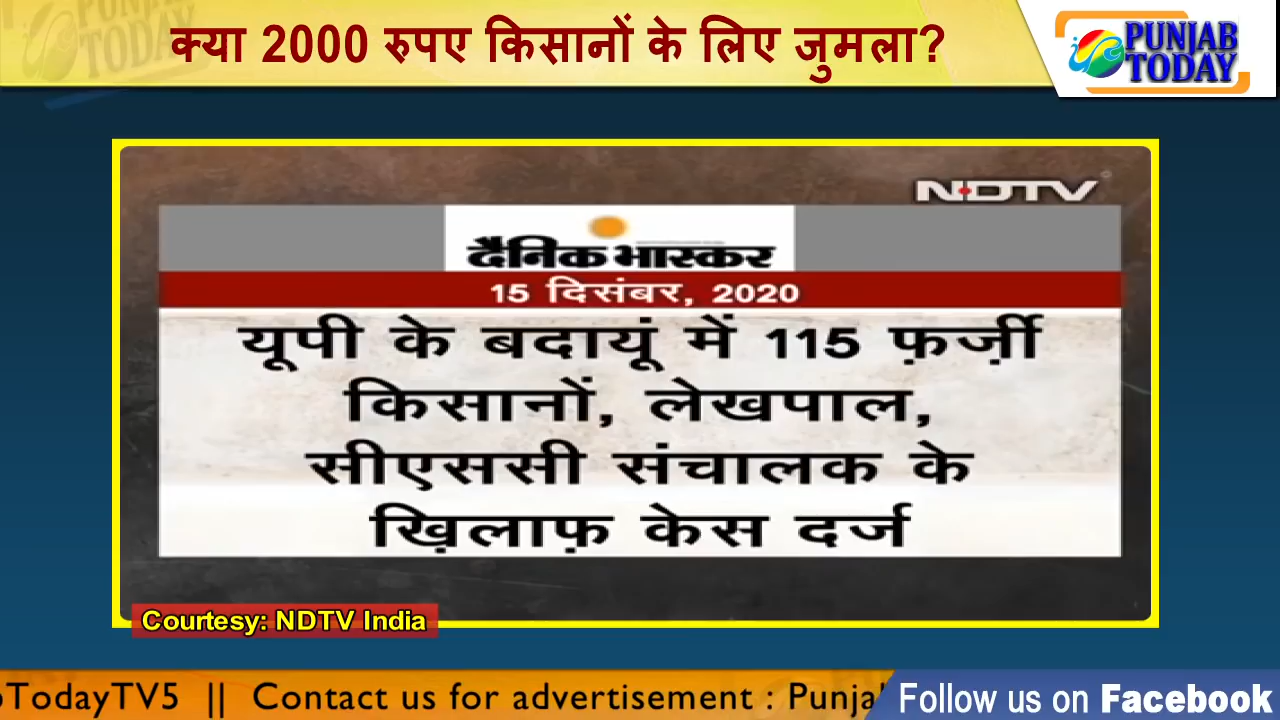 क्या 2000 रुपए किसानों के लिए जुमला?
PUNJAB
TODAY
NDTV
दैनिक भास्कर
15 दिसंबर, 2020
यूपी के बदायूं में 115 फ़र्ज़ी
किसानों, लेखपाल,
सीएससी संचालक के
ख़िलाफ़ केस दर्ज
Courtesy: NDTV India
TodayTV5 || Contact us for advertisement : Punja
Follow us on Facebook